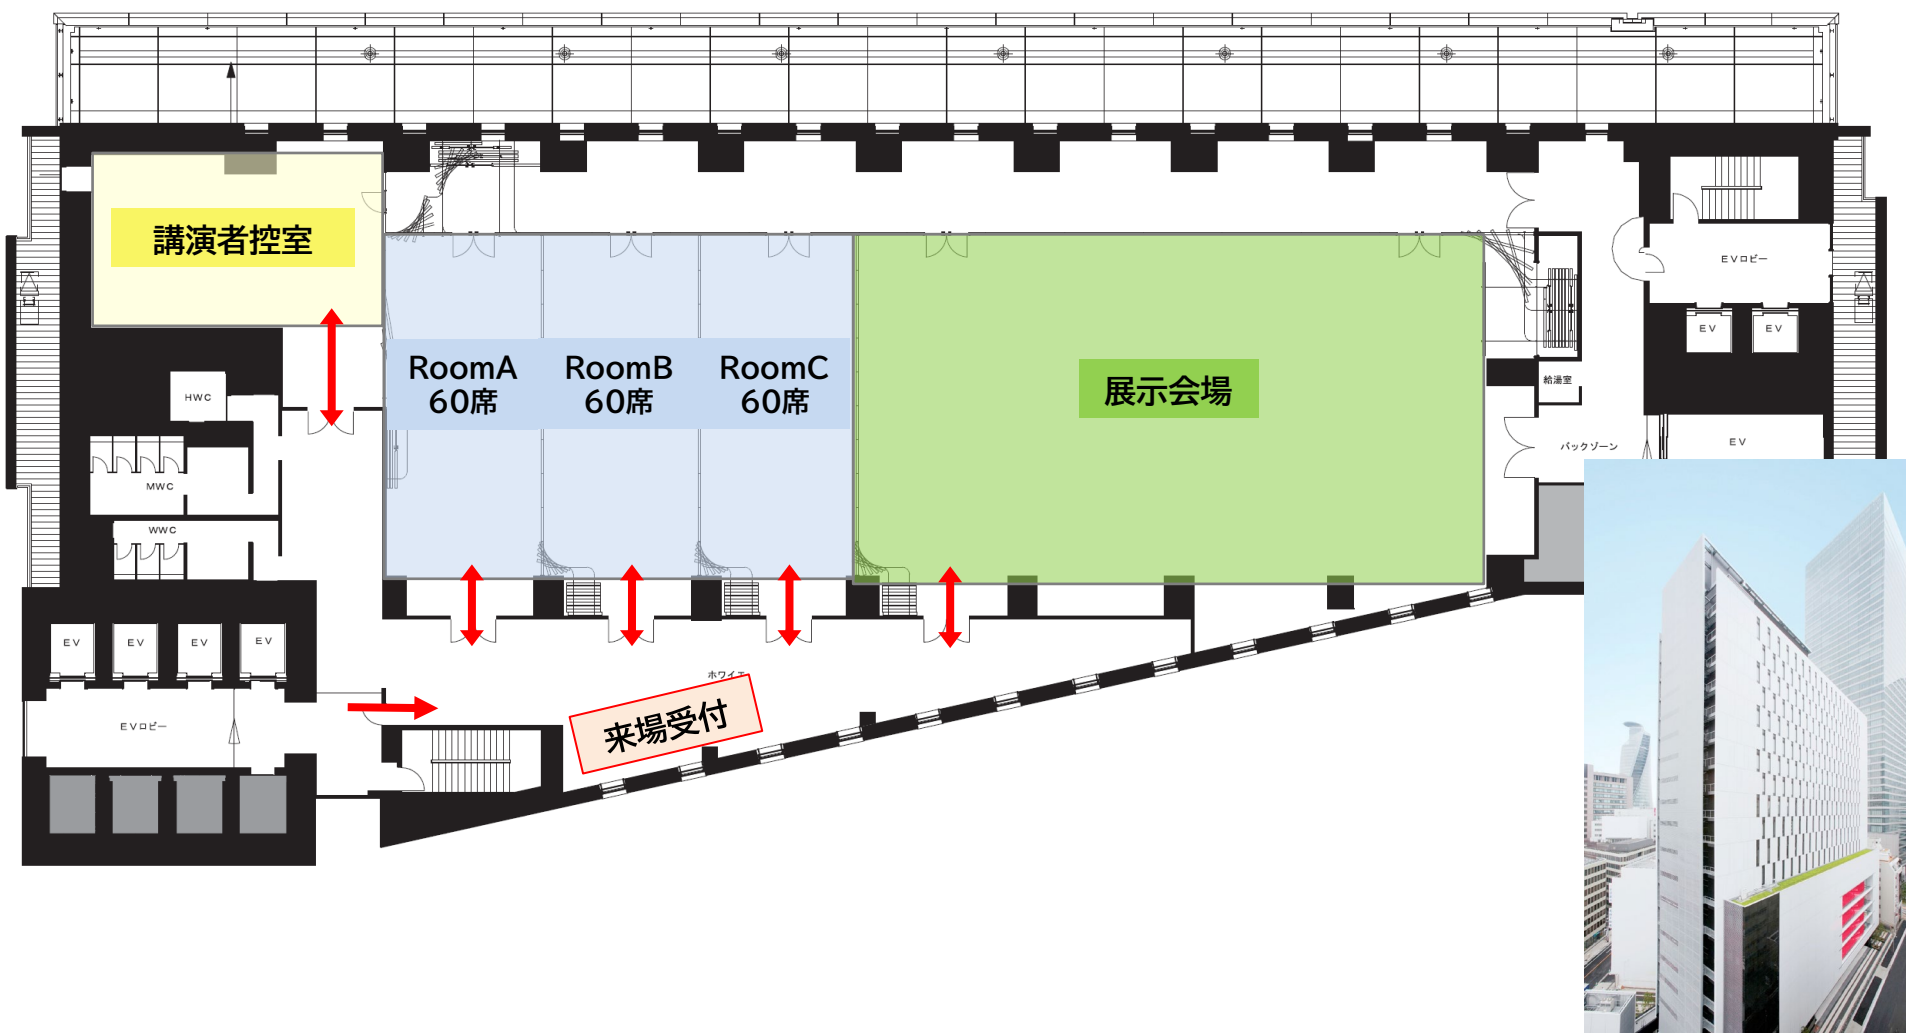 講演者控室
EVロビー
EV
EV
RoomA
60席
RoomB
60席
RoomC
60席
展示会場
給湯室
HWC
バックゾーン
EV
MWC
WWC
EV
EV
EV
EV
ホワイエ
来場受付
EVロビー